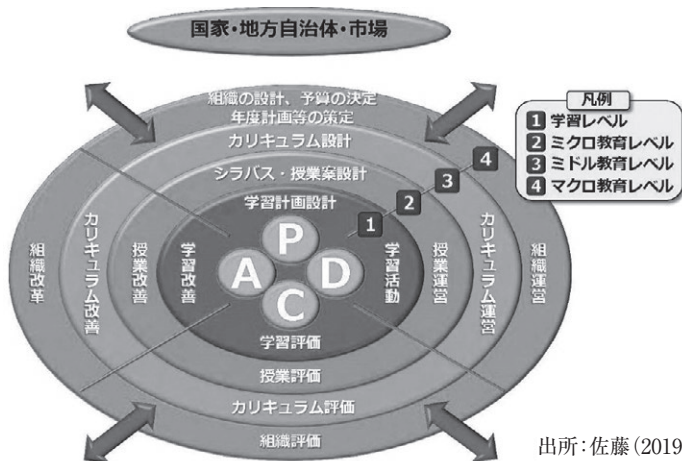 国家・地方自治体・市場
組織の設計、予算の決定
年度計画等の策定
カリキュラム設計
シラバス・授業案設計
学習計画設計
凡例
1 学習レベル
2 ミクロ教育レベル
3 ミドル教育レベル
4 マクロ教育レベル
4
3
2
1
P
A
D
C
組織改革
カリキュラム改善
授業改善
学習改善
学習活動
授業運営
カリキュラム運営
組織運営
学習評価
授業評価
カリキュラム評価
組織評価
出所:佐藤(2019